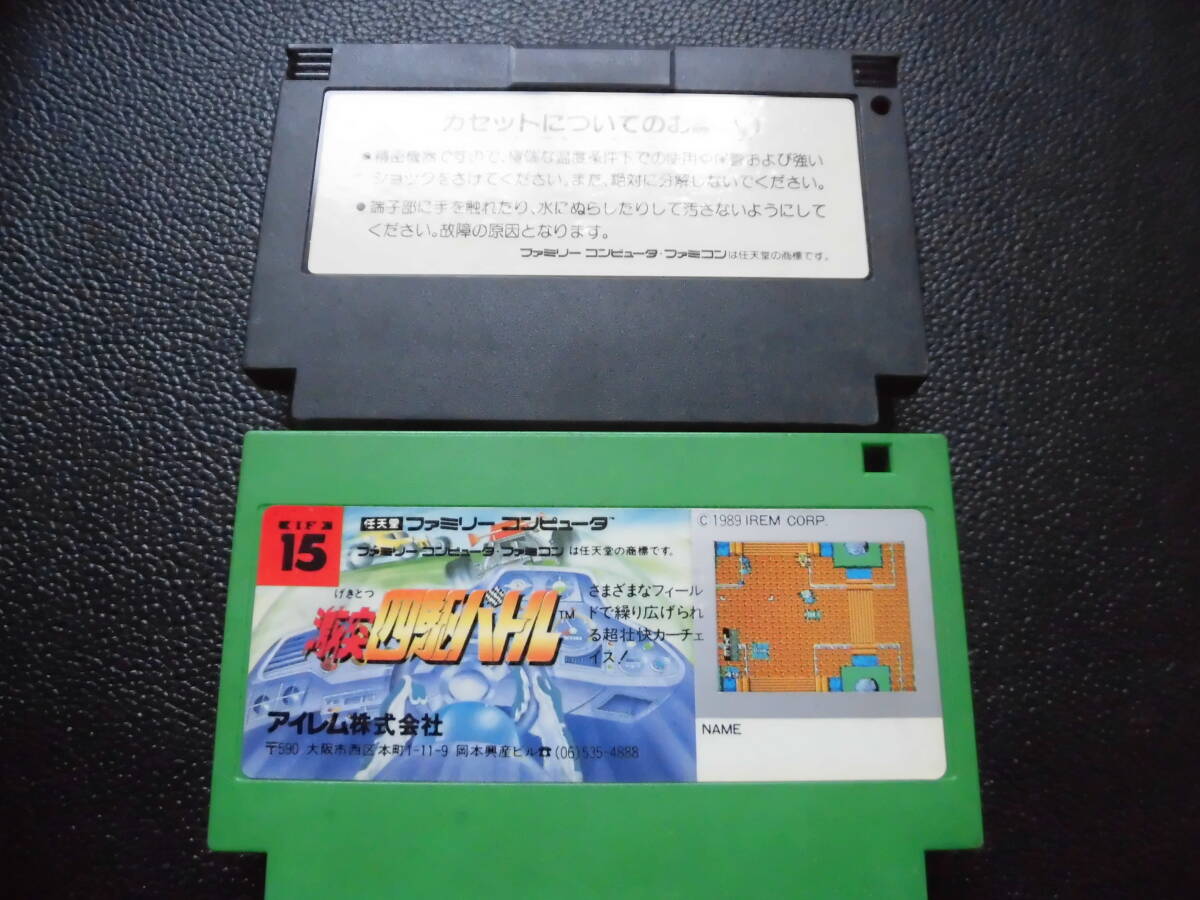 カセットについてのむ
●精密機器ですので、極端な温度条件下での使用や保管および強い
ショックをさけてください。また、絶対に分解しないでください。
●端子部に手を触れたり、水にぬらしたりして汚さないようにして
ください。故障の原因となります。
ファミリーコンピュータ・ファミコンは任天堂の商標です。
IF
15
任天堂 ファミリーコンピュータ™
ファミリーコンピュータ・ファミコンは任天堂の商標です。
げきとつ
激突四駆バトル™
さまざまなフィール
ドで繰り広げられ
る超壮快カーチェ
イス!
アイレム株式会社
〒590 大阪市西区本町1-11-9 岡本興産ビル☎(06)535-4888
©1989 IREM CORP.
NAME